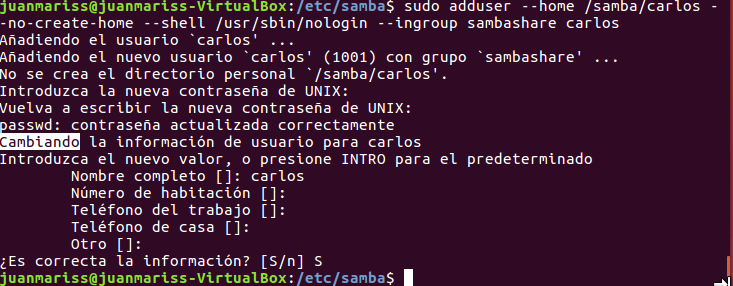 juanmariss@juanmariss-VirtualBox:/etc/samba$ sudo adduser --home /samba/carlos -
-no-create-home --shell /usr/sbin/nologin --ingroup sambashare carlos
Añadiendo el usuario `carlos' ...
Añadiendo el nuevo usuario `carlos' (1001) con grupo `sambashare' ...
No se crea el directorio personal `/samba/carlos'.
Introduzca la nueva contraseña de UNIX:
Vuelva a escribir la nueva contraseña de UNIX:
passwd: contraseña actualizada correctamente
Cambiando la información de usuario para carlos
Introduzca el nuevo valor, o presione INTRO para el predeterminado
Nombre completo []: carlos
Número de habitación []:
Teléfono del trabajo []:
Teléfono de casa []:
Otro []:
¿Es correcta la información? [S/n] S
juanmariss@juanmariss-VirtualBox:/etc/samba$